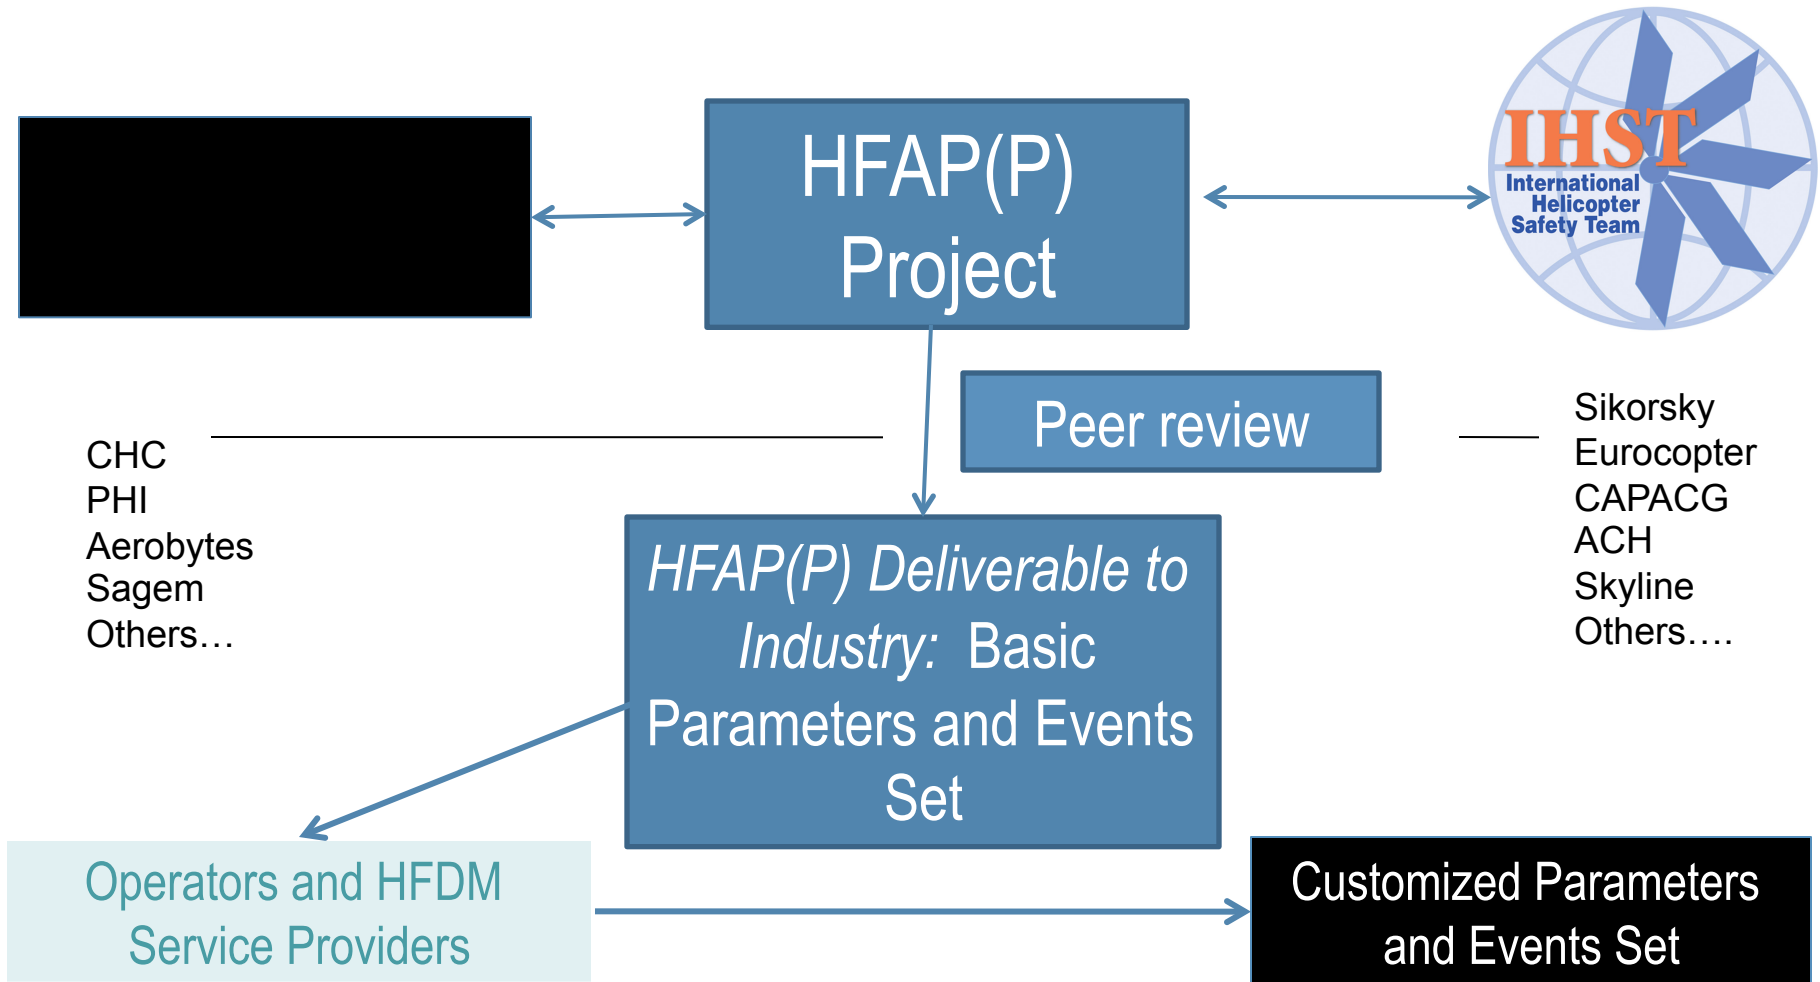 HFAP(P)
Project
IHST
International
Helicopter
Safety Team
Peer review
CHC
PHI
Aerobytes
Sagem
Others…
Sikorsky
Eurocopter
CAPACG
ACH
Skyline
Others….
HFAP(P) Deliverable to
Industry: Basic
Parameters and Events
Set
Operators and HFDM
Service Providers
Customized Parameters
and Events Set